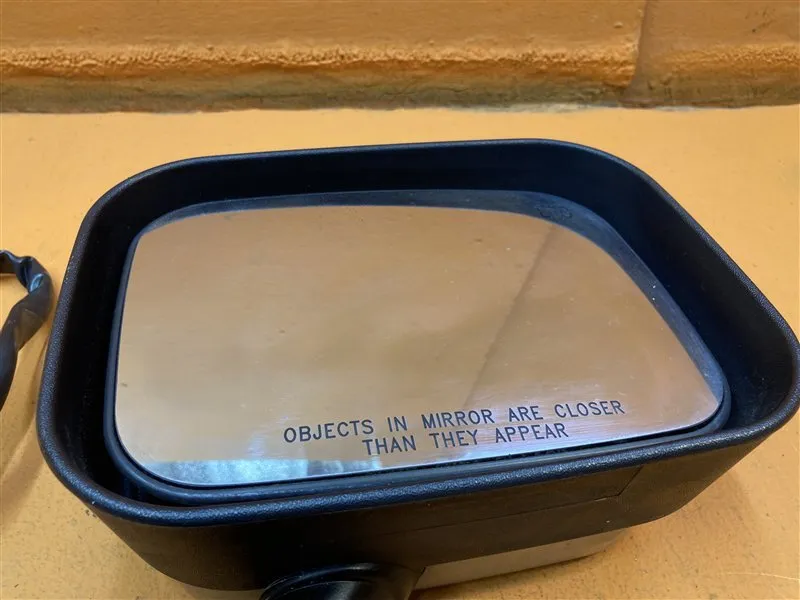 OBJECTS IN MIRROR ARE CLOSER
THAN THEY APPEAR